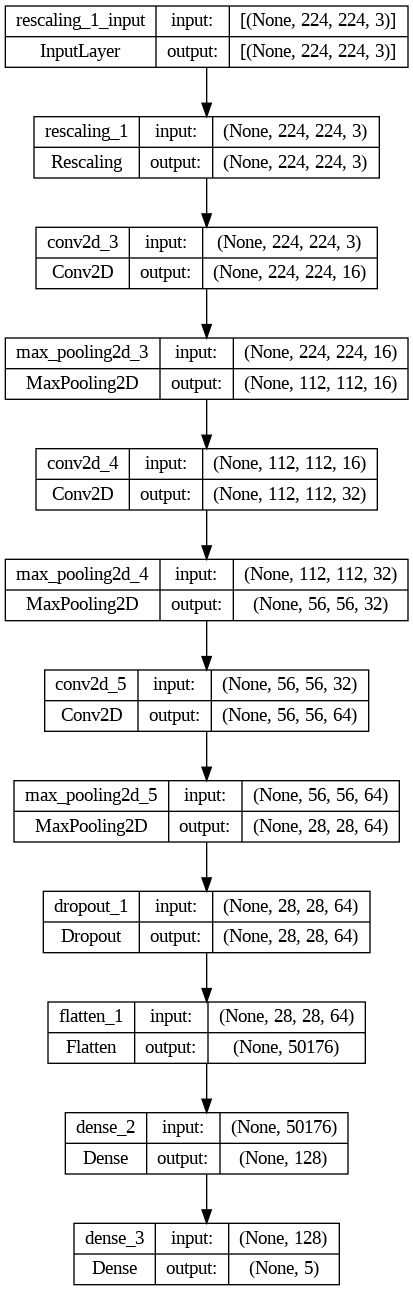 rescaling_1_input input: [(None, 224, 224, 3)]
InputLayer output: [(None, 224, 224, 3)]
rescaling_1 input: (None, 224, 224, 3)
Rescaling output: (None, 224, 224, 3)
conv2d_3 input: (None, 224, 224, 3)
Conv2D output: (None, 224, 224, 16)
max_pooling2d_3 input: (None, 224, 224, 16)
MaxPooling2D output: (None, 112, 112, 16)
conv2d_4 input: (None, 112, 112, 16)
Conv2D output: (None, 112, 112, 32)
max_pooling2d_4 input: (None, 112, 112, 32)
MaxPooling2D output: (None, 56, 56, 32)
conv2d_5 input: (None, 56, 56, 32)
Conv2D output: (None, 56, 56, 64)
max_pooling2d_5 input: (None, 56, 56, 64)
MaxPooling2D output: (None, 28, 28, 64)
dropout_1 input: (None, 28, 28, 64)
Dropout output: (None, 28, 28, 64)
flatten_1 input: (None, 28, 28, 64)
Flatten output: (None, 50176)
dense_2 input: (None, 50176)
Dense output: (None, 128)
dense_3 input: (None, 128)
Dense output: (None, 5)